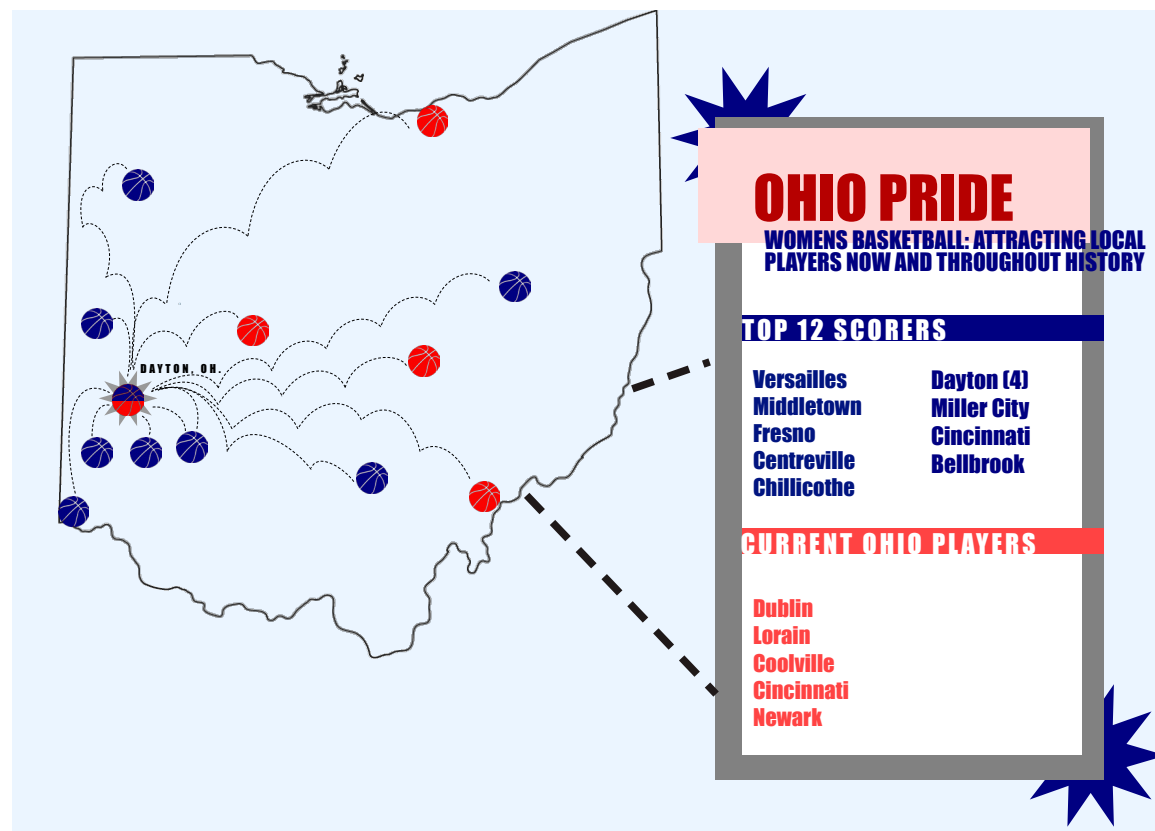 OHIO PRIDE
WOMENS BASKETBALL: ATTRACTING LOCAL
PLAYERS NOW AND THROUGHOUT HISTORY
TOP 12 SCORERS
Versailles
Middletown
Fresno
Centreville
Chillicothe
Dayton (4)
Miller City
Cincinnati
Bellbrook
CURRENT OHIO PLAYERS
Dublin
Lorain
Coolville
Cincinnati
Newark
DAYTON, OH.